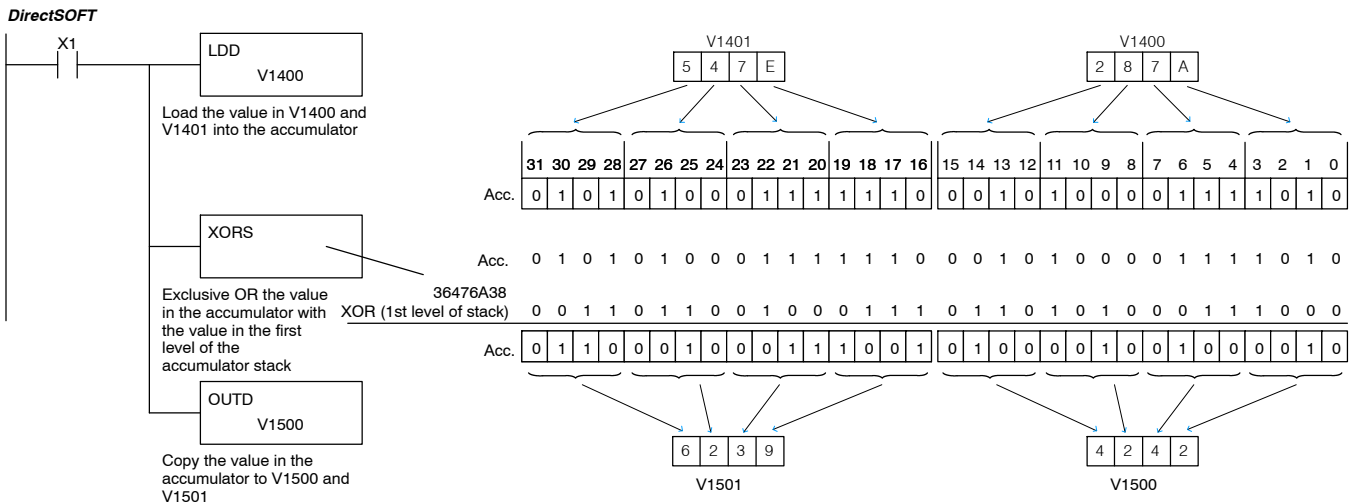 DirectSOFT
X1
LDD
V1400
Load the value in V1400 and
V1401 into the accumulator
XORS
Exclusive OR the value
in the accumulator with
the value in the first
level of the
accumulator stack
OUTD
V1500
Copy the value in the
accumulator to V1500 and
V1501
V1401 V1400
5 4 7 E 2 8 7 A
31 30 29 28 27 26 25 24 23 22 21 20 19 18 17 16 15 14 13 12 11 10 9 8 7 6 5 4 3 2 1 0
Acc. 0 1 0 1 0 1 0 0 0 1 1 1 1 1 1 0 0 0 1 0 1 0 0 0 0 1 1 1 1 0 1 0
Acc. 0 1 0 1 0 1 0 0 0 1 1 1 1 1 1 0 0 0 1 0 1 0 0 0 0 1 1 1 1 0 1 0
36476A38
XOR (1st level of stack) 0 0 1 1 0 1 1 0 0 1 0 0 0 1 1 1 0 1 1 0 1 0 1 0 0 0 1 1 1 0 0 0
Acc. 0 1 1 0 0 0 1 0 0 0 1 1 1 0 0 1 0 1 0 0 0 0 1 0 0 1 0 0 0 0 1 0
6 2 3 9 4 2 4 2
V1501 V1500